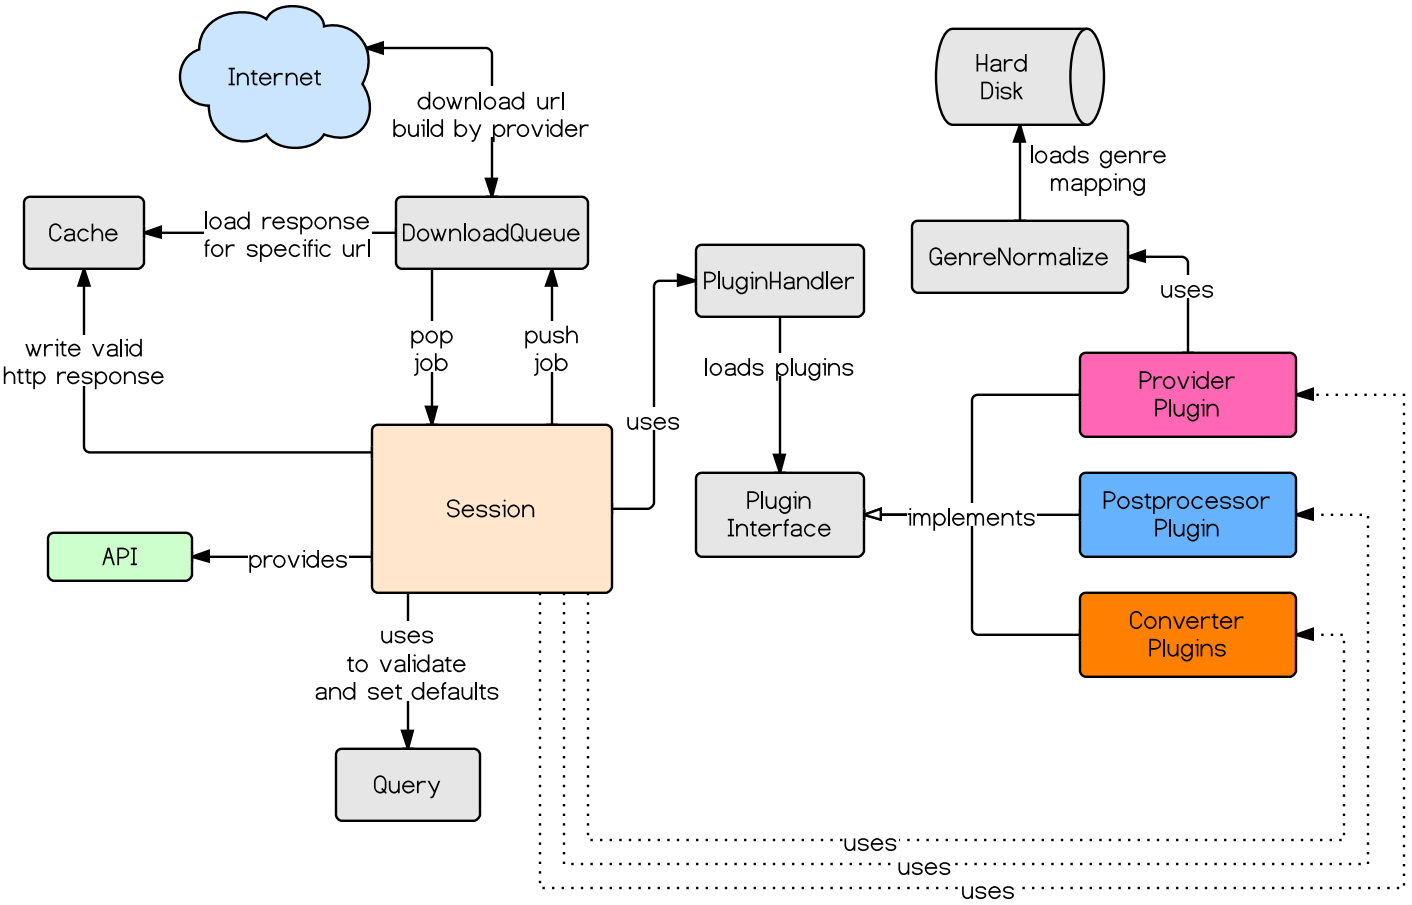 Internet
download url
build by provider
Hard
Disk
loads genre
mapping
Cache
load response
for specific url
DownloadQueue
PluginHandler
GenreNormalize
uses
write valid
http response
pop
job
push
job
uses
loads plugins
Provider
Plugin
Session
Plugin
Interface
implements
Postprocessor
Plugin
API
provides
Converter
Plugins
uses
to validate
and set defaults
Query
uses
uses
uses